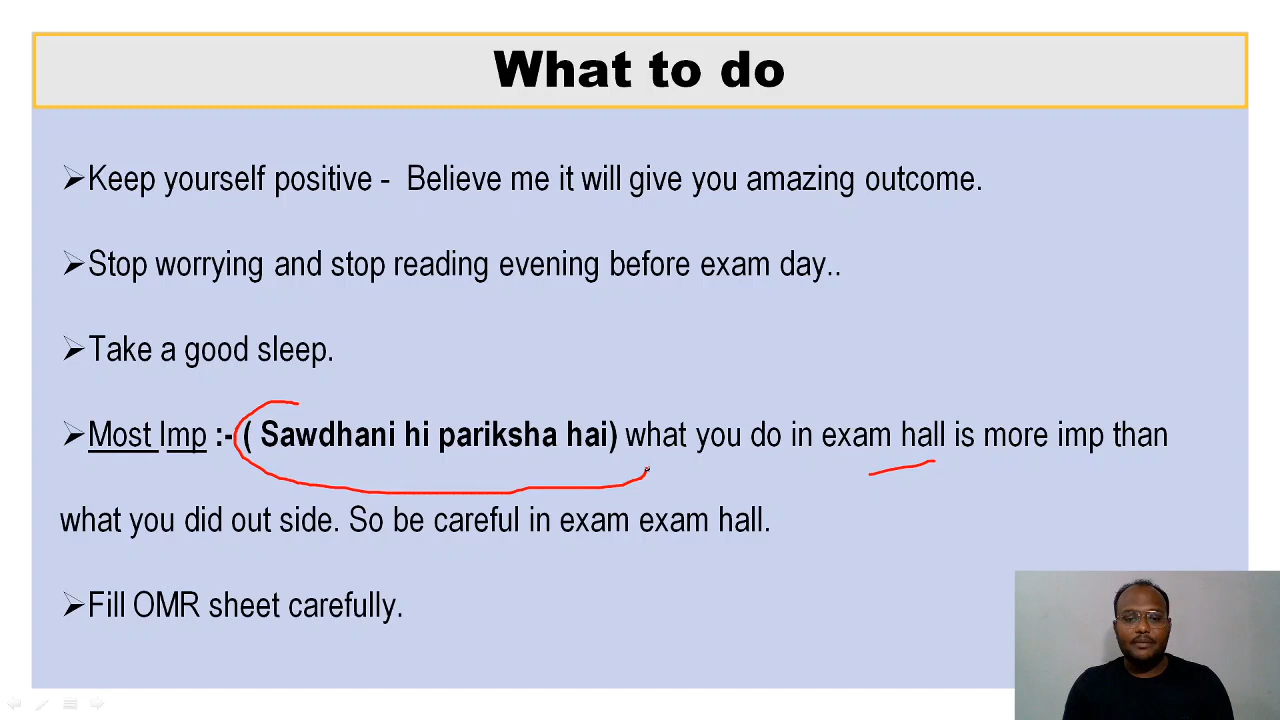 What to do
➢Keep yourself positive - Believe me it will give you amazing outcome.
➢Stop worrying and stop reading evening before exam day..
➢Take a good sleep.
➢Most Imp :- ( Sawdhani hi pariksha hai) what you do in exam hall is more imp than
what you did out side. So be careful in exam exam hall.
➢Fill OMR sheet carefully.